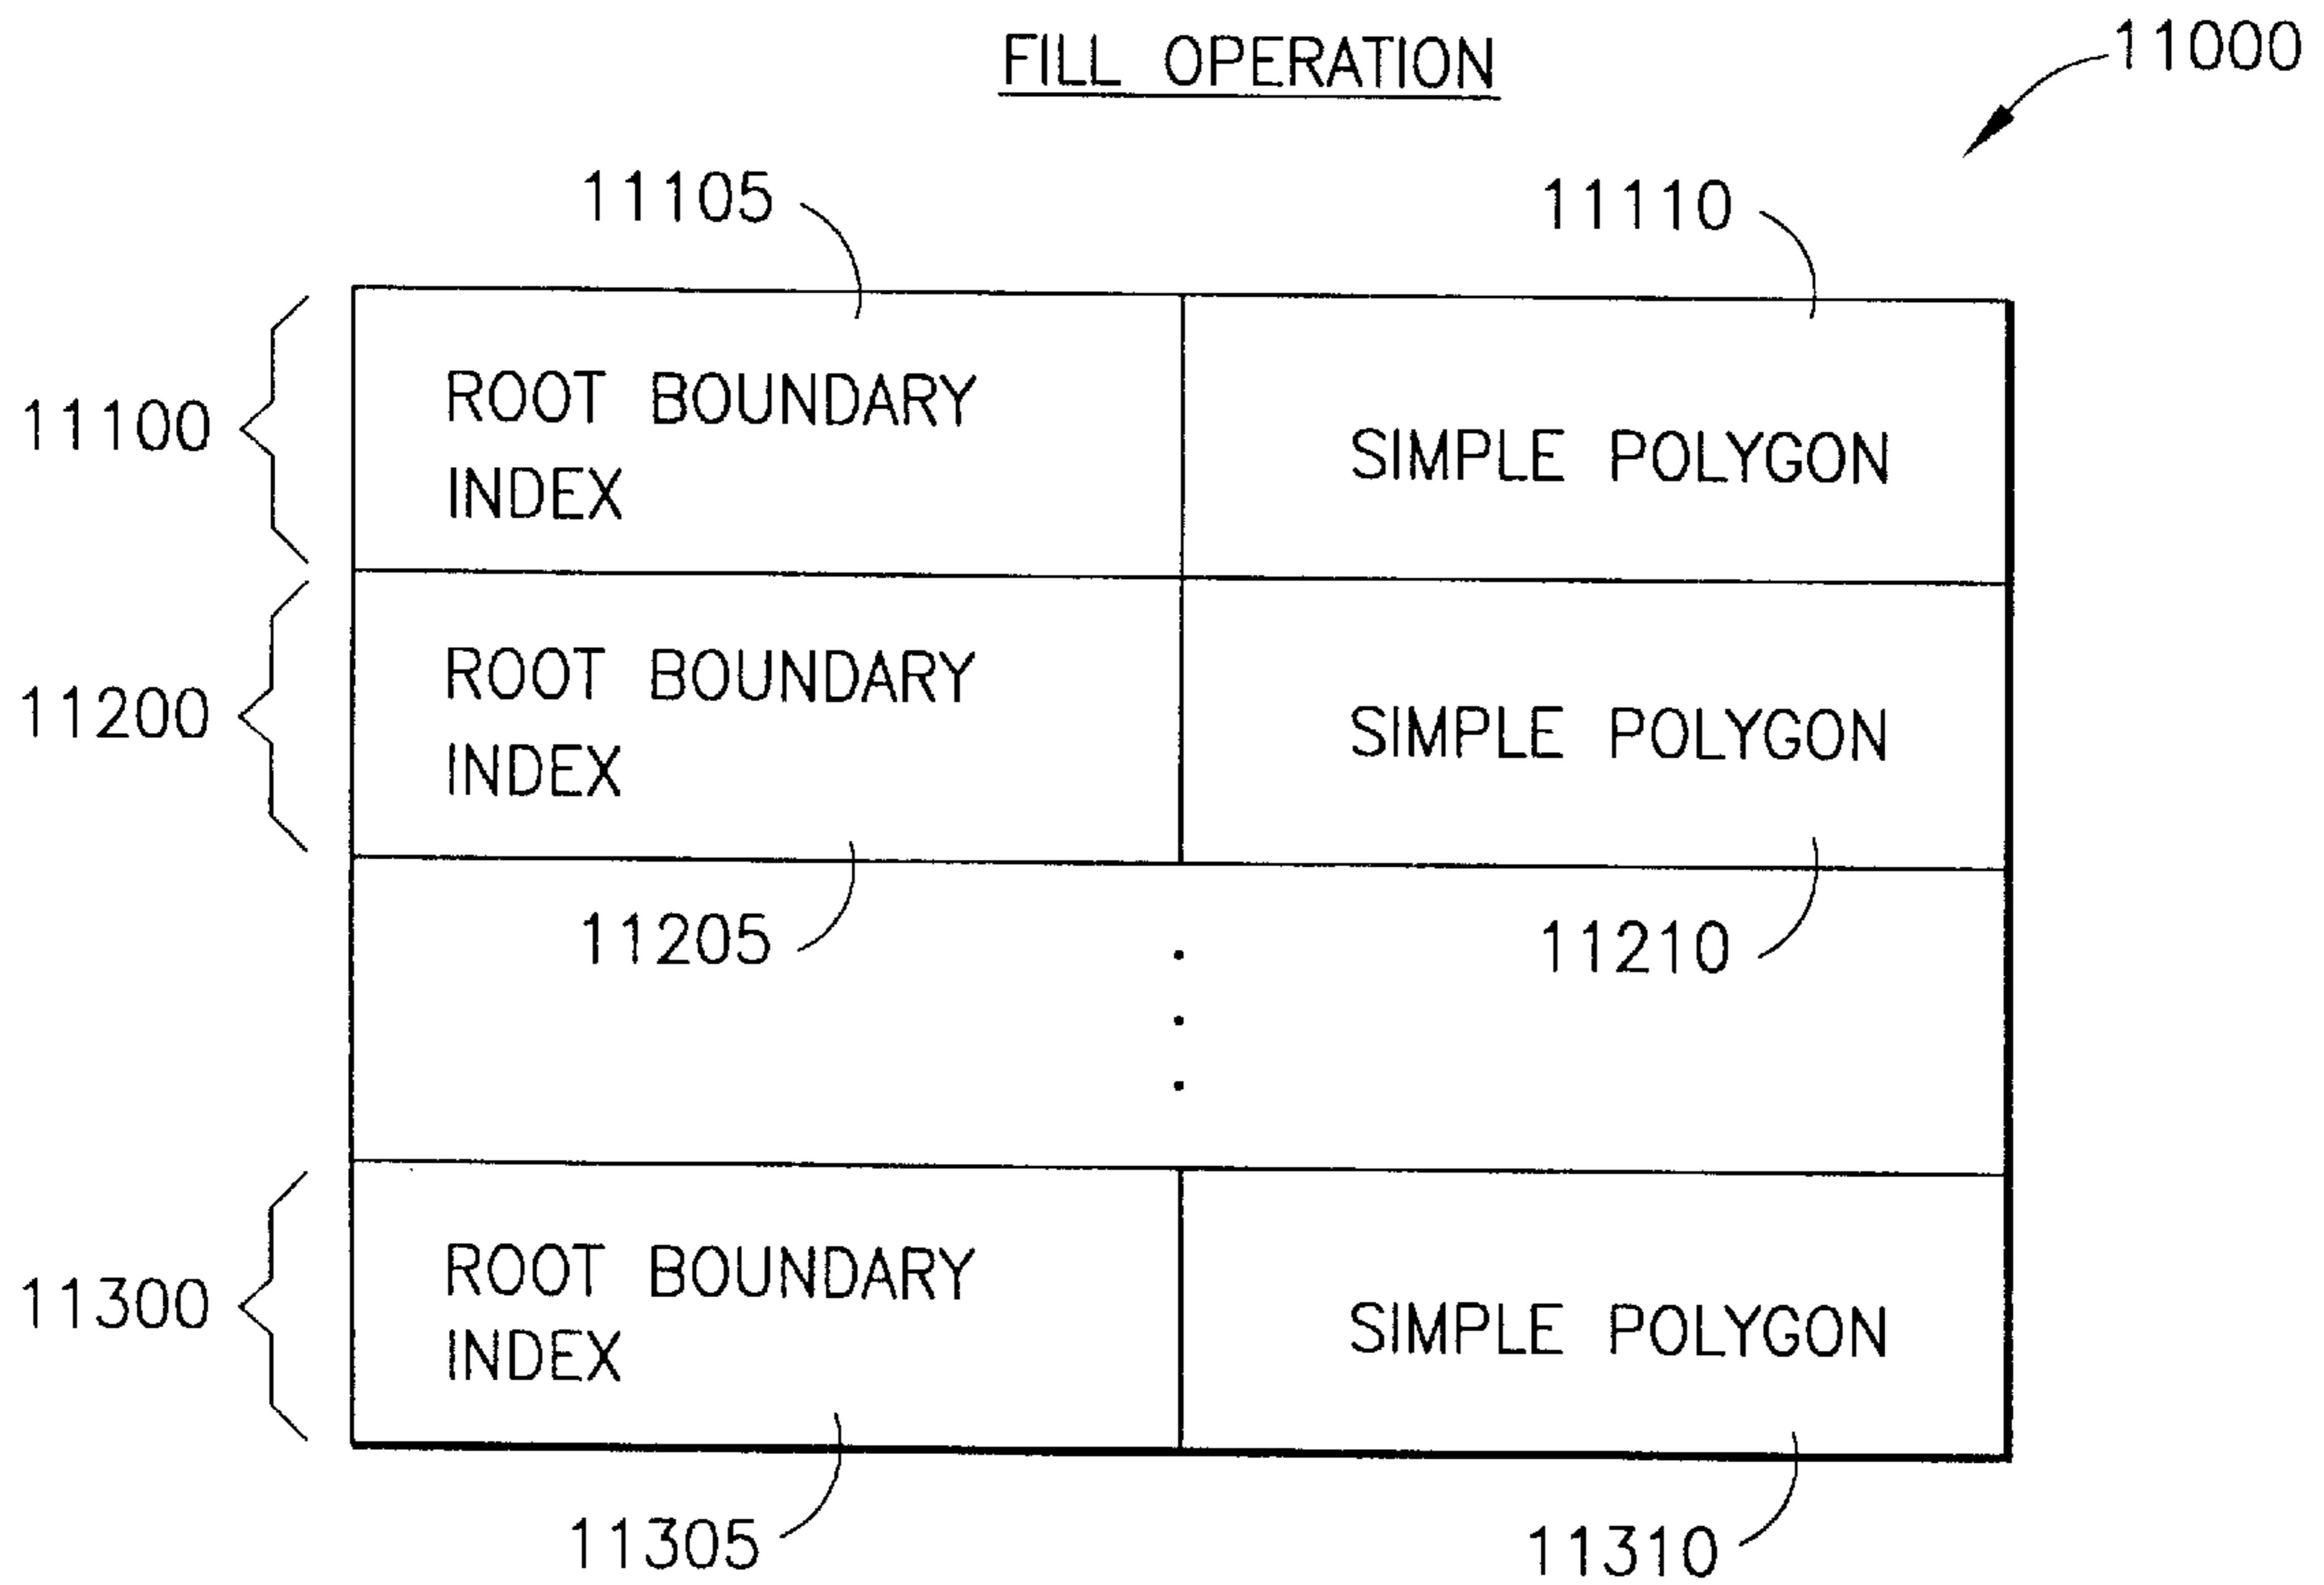 FILL OPERATION
11000
11105
11110
11100
ROOT BOUNDARY
INDEX
SIMPLE POLYGON
11200
ROOT BOUNDARY
INDEX
SIMPLE POLYGON
11205
11210
11300
ROOT BOUNDARY
INDEX
SIMPLE POLYGON
11305
11310